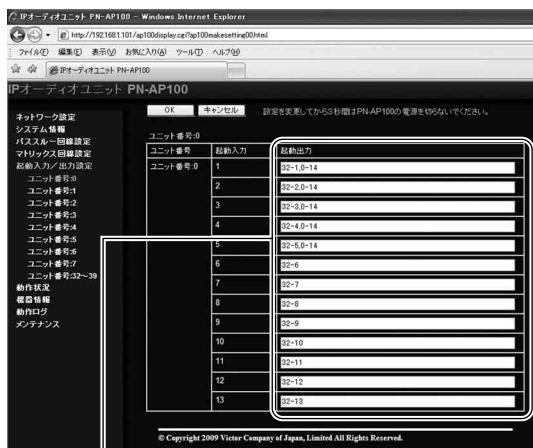 IPオーディオユニット PN-AP100 - Windows Internet Explorer
http://192.168.1.101/ap100display.cgi?ap100makesetting00.html
ファイル(F) 編集(E) 表示(V) お気に入り(A) ツール(T) ヘルプ(H)
IPオーディオユニット PN-AP100
IPオーディオユニット PN-AP100
OK キャンセル 設定を変更してから3秒間はPN-AP100の電源を切らないでください。
ネットワーク設定
システム情報
パススルー回線設定
マトリックス回線設定
起動入力/出力設定
ユニット番号:0
ユニット番号:1
ユニット番号:2
ユニット番号:3
ユニット番号:4
ユニット番号:5
ユニット番号:6
ユニット番号:7
ユニット番号:32~39
動作状況
機器情報
動作ログ
メンテナンス
ユニット番号:0
ユニット番号 起動入力 起動出力
ユニット番号:0 1 32-1,0-14
2 32-2,0-14
3 32-3,0-14
4 32-4,0-14
5 32-5,0-14
6 32-6
7 32-7
8 32-8
9 32-9
10 32-10
11 32-11
12 32-12
13 32-13
© Copyright 2009 Victor Company of Japan, Limited All Rights Reserved.